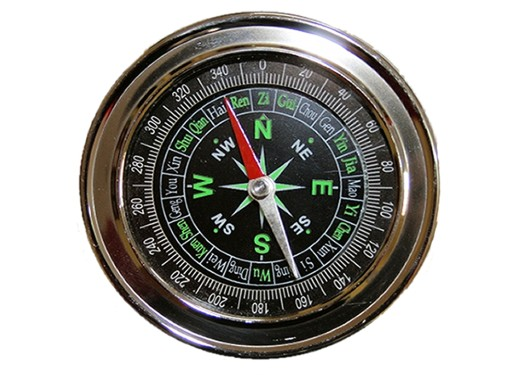 0
20
40
60
80
100
120
140
160
180
200
220
240
260
280
300
320
340
Zi
Gui
Chou
Gen
Yin
Jia
Mao
Yi
Chen
Xun
Si
Wu
Ding
Wei
Kuen
Shen
Geng
You
Xin
Shu
Qian
Hai
Ren
N
NE
E
SE
S
SW
W
NW